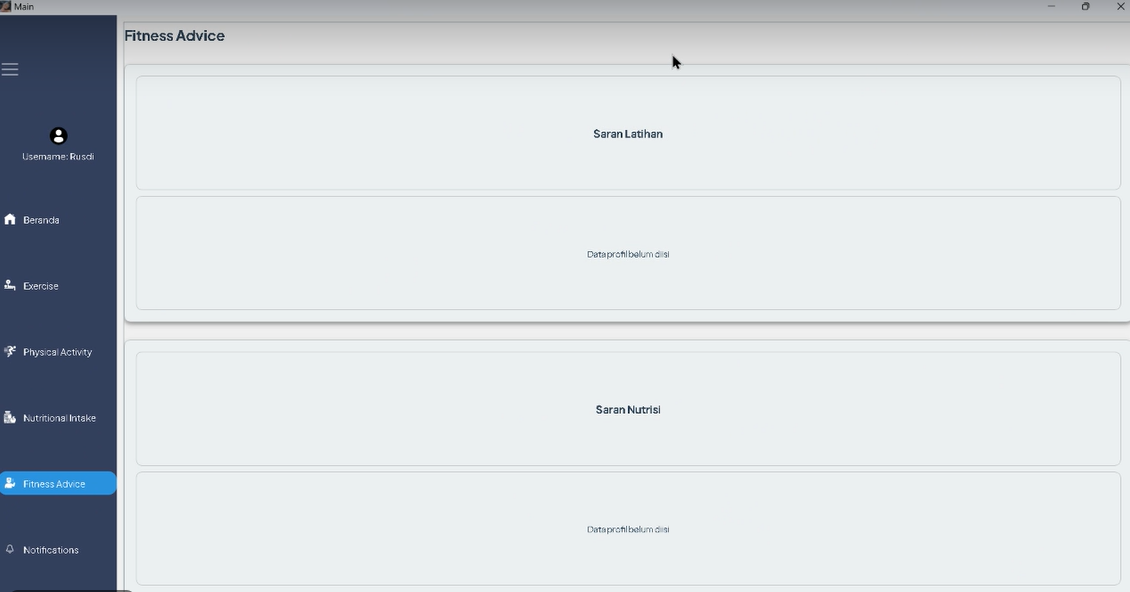 Main
Fitness Advice
Username: Rusdi
Beranda
Exercise
Physical Activity
Nutritional Intake
Fitness Advice
Notifications
Saran Latihan
Data profil belum diisi
Saran Nutrisi
Data profil belum diisi